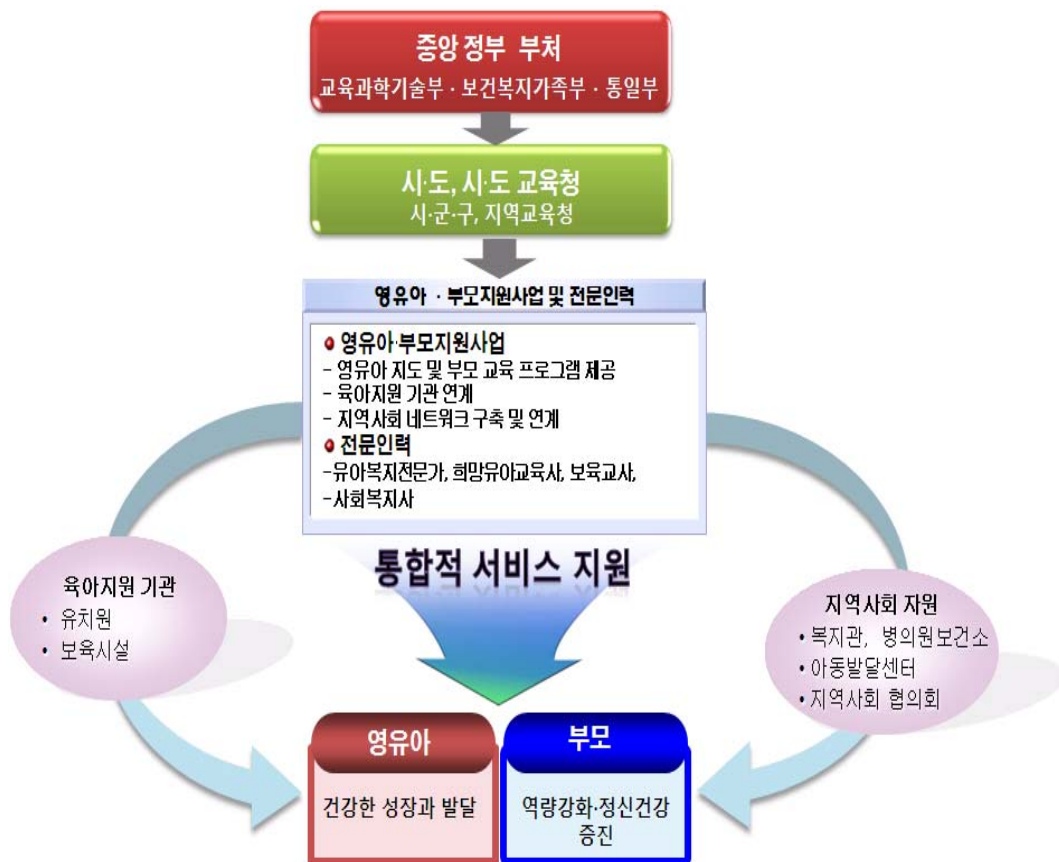 중앙 정부 부처
교육과학기술부 · 보건복지가족부 · 통일부
시·도, 시·도 교육청
시·군·구, 지역교육청
영유아 · 부모지원사업 및 전문인력
영유아·부모지원사업
- 영유아 지도 및 부모 교육 프로그램 제공
- 육아지원 기관 연계
- 지역사회 네트워크 구축 및 연계
전문인력
-유아복지전문가, 희망유아교육사, 보육교사,
-사회복지사
통합적 서비스 지원
육아지원 기관
• 유치원
• 보육시설
지역사회 자원
• 복지관, 병의원보건소
• 아동발달센터
• 지역사회 협의회
영유아
건강한 성장과 발달
부모
역량강화·정신건강
증진